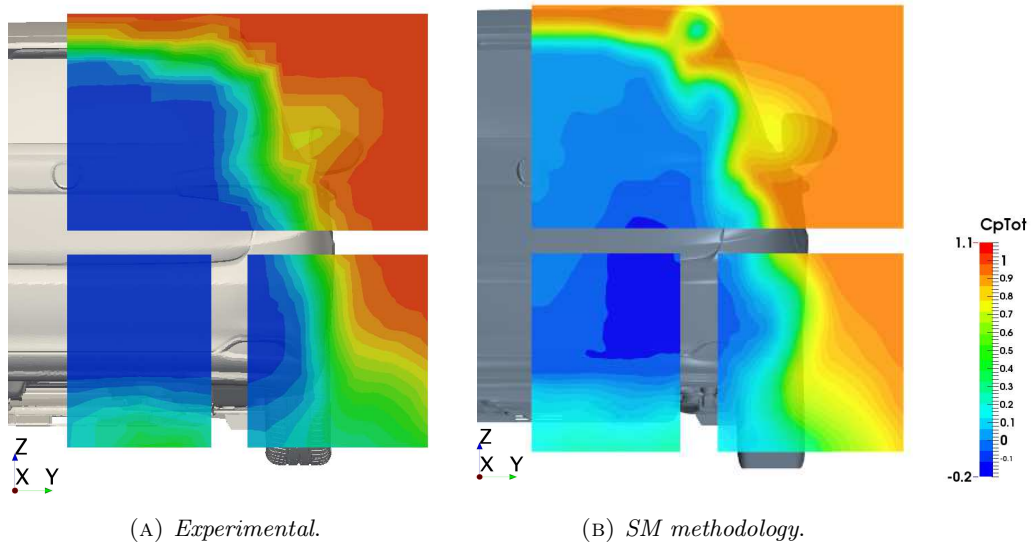 CpTot
1.1
1
0.9
0.8
0.7
0.6
0.5
0.4
0.3
0.2
0.1
0
-0.1
-0.2
Z
X Y
Z
X Y
(A) Experimental.
(B) SM methodology.